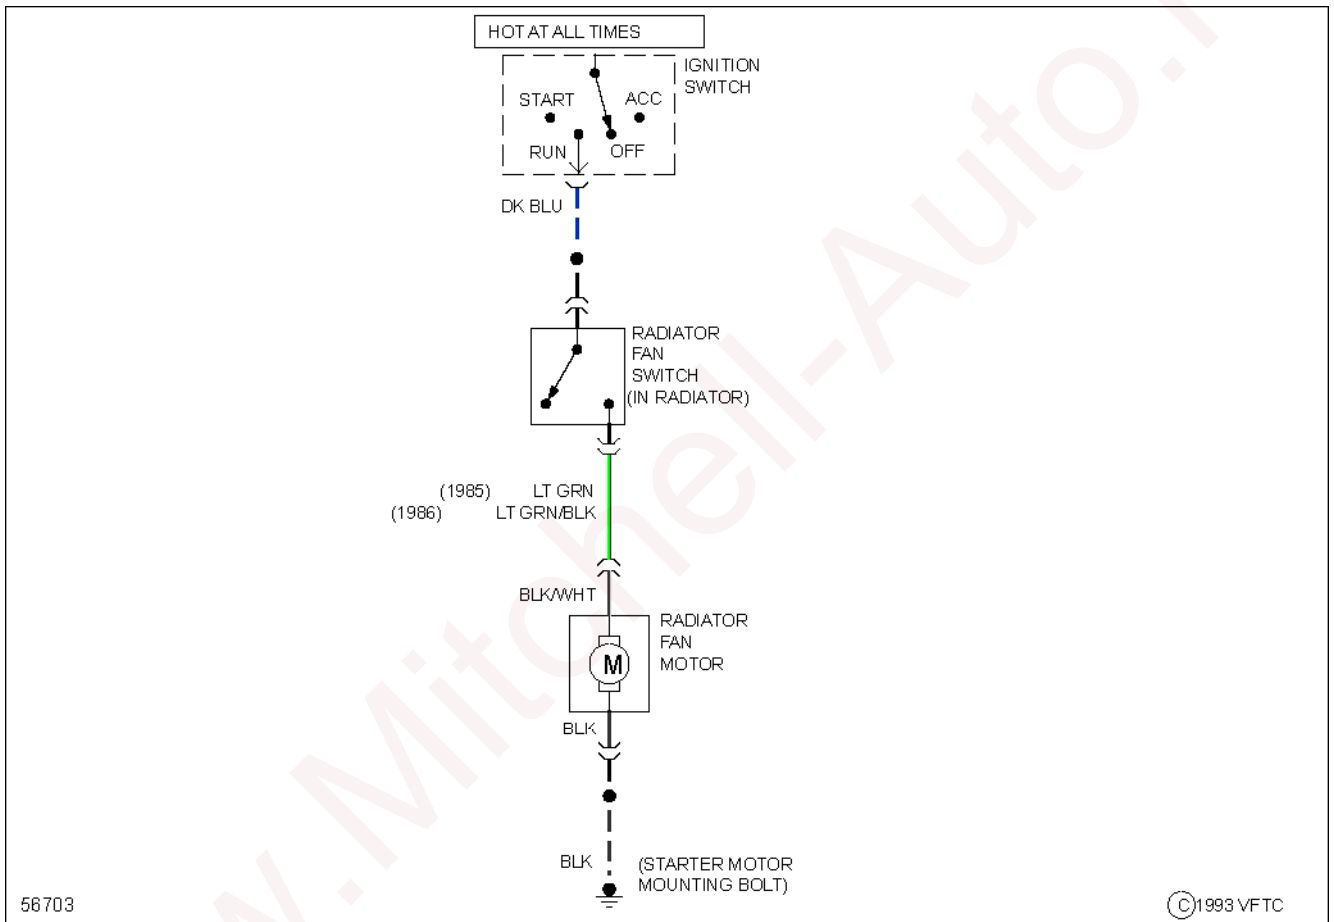 HOT AT ALL TIMES
IGNITION
SWITCH
START
ACC
RUN
OFF
DK BLU
RADIATOR
FAN
SWITCH
(IN RADIATOR)
(1985) LT GRN
(1986) LT GRN/BLK
BLK/WHT
RADIATOR
FAN
MOTOR
M
BLK
BLK
(STARTER MOTOR
MOUNTING BOLT)
56703
©1993 VFTC
w.Mitchell-Auto.r